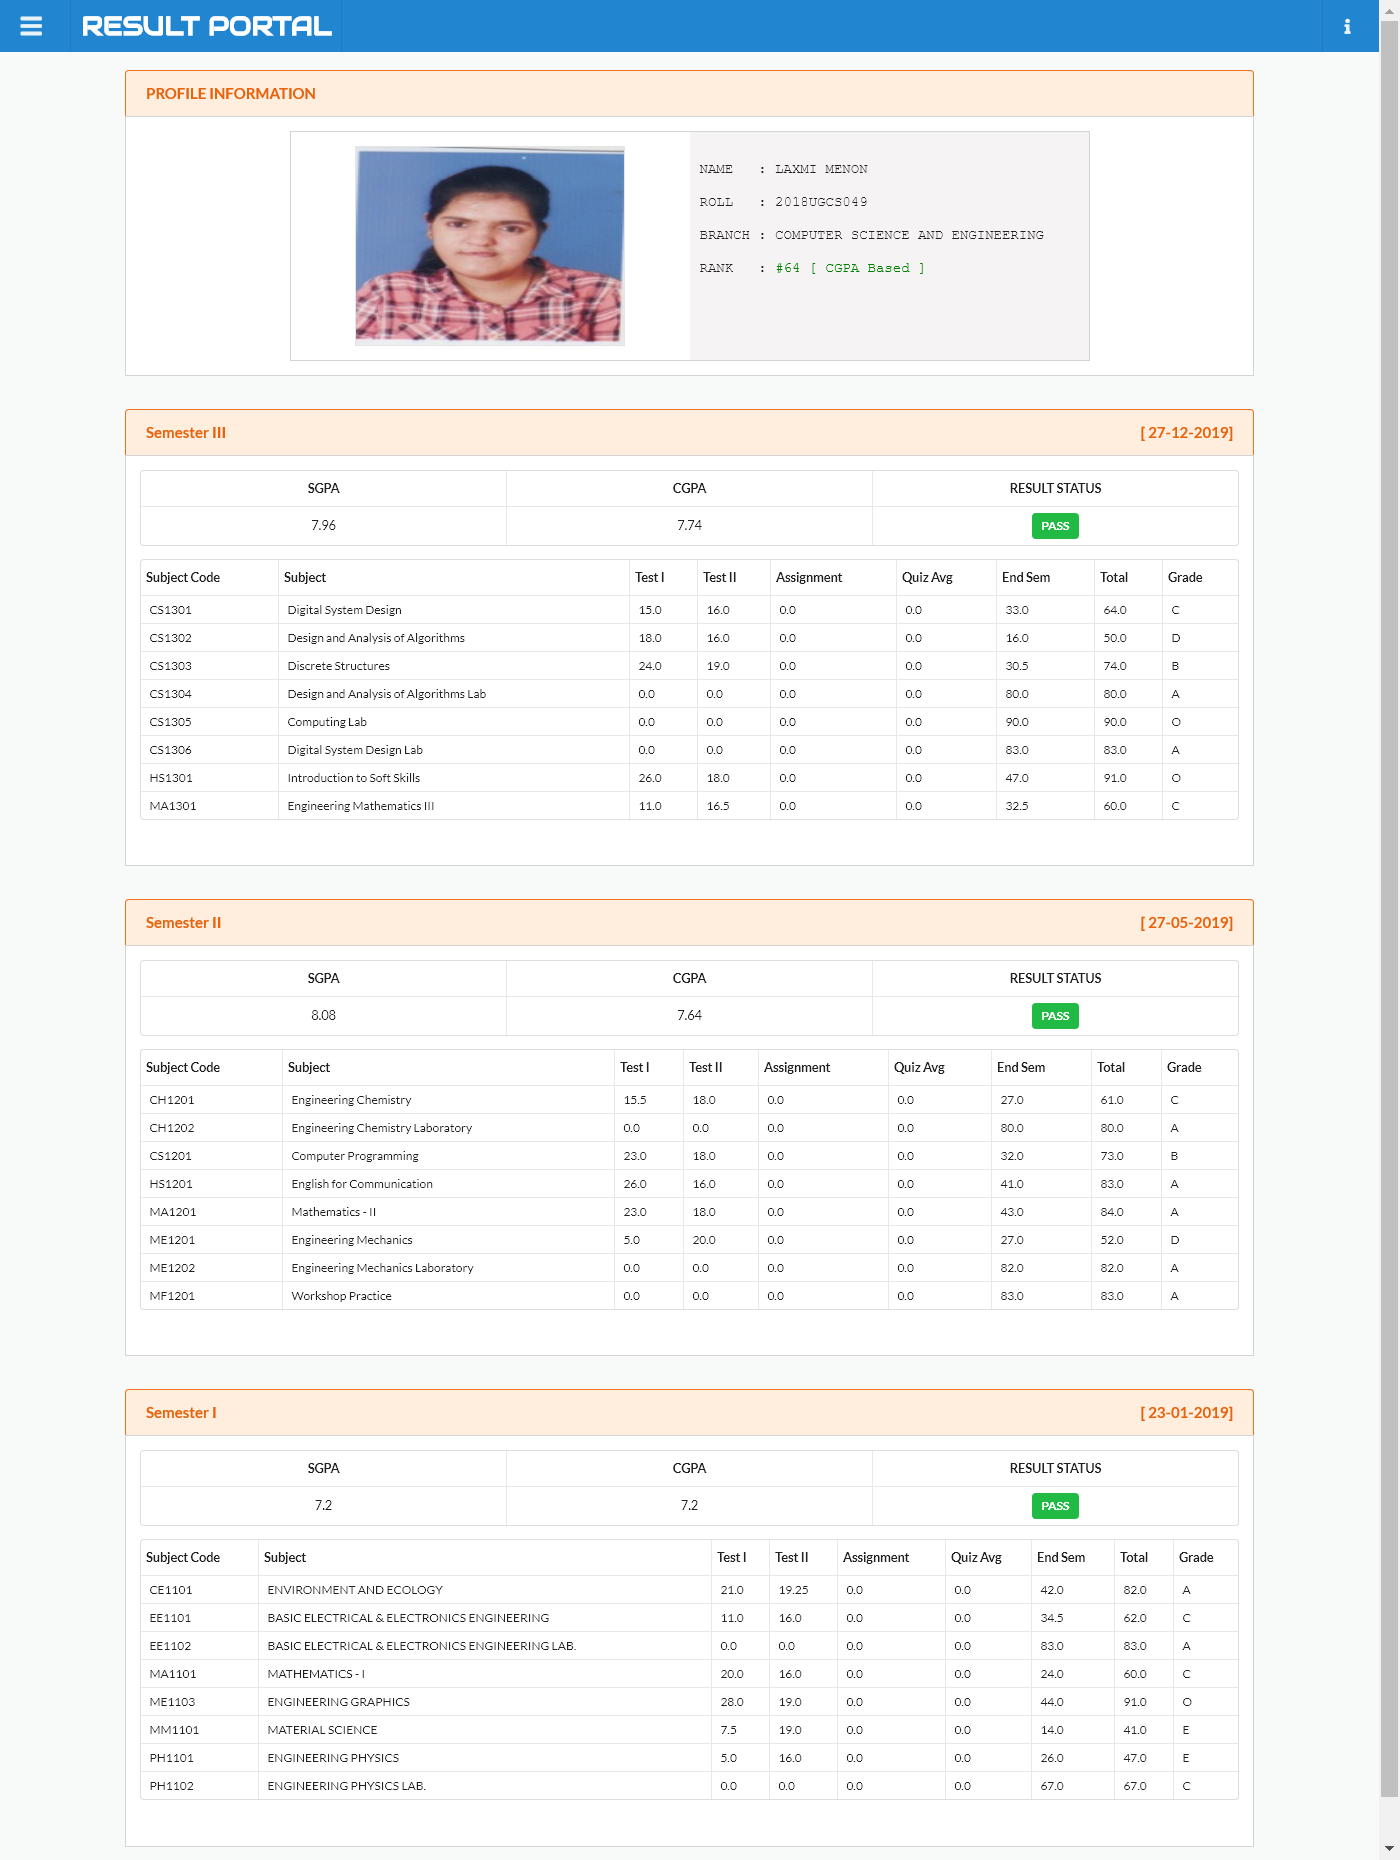 RESULT PORTAL
PROFILE INFORMATION
NAME : LAXMI MENON
ROLL : 2018UGCS049
BRANCH : COMPUTER SCIENCE AND ENGINEERING
RANK : #64 [ CGPA Based ]
Semester III [ 27-12-2019]
SGPA CGPA RESULT STATUS
7.96 7.74 PASS
Subject Code Subject Test I Test II Assignment Quiz Avg End Sem Total Grade
CS1301 Digital System Design 15.0 16.0 0.0 0.0 33.0 64.0 C
CS1302 Design and Analysis of Algorithms 18.0 16.0 0.0 0.0 16.0 50.0 D
CS1303 Discrete Structures 24.0 19.0 0.0 0.0 30.5 74.0 B
CS1304 Design and Analysis of Algorithms Lab 0.0 0.0 0.0 0.0 80.0 80.0 A
CS1305 Computing Lab 0.0 0.0 0.0 0.0 90.0 90.0 O
CS1306 Digital System Design Lab 0.0 0.0 0.0 0.0 83.0 83.0 A
HS1301 Introduction to Soft Skills 26.0 18.0 0.0 0.0 47.0 91.0 O
MA1301 Engineering Mathematics III 11.0 16.5 0.0 0.0 32.5 60.0 C
Semester II [ 27-05-2019]
SGPA CGPA RESULT STATUS
8.08 7.64 PASS
Subject Code Subject Test I Test II Assignment Quiz Avg End Sem Total Grade
CH1201 Engineering Chemistry 15.5 18.0 0.0 0.0 27.0 61.0 C
CH1202 Engineering Chemistry Laboratory 0.0 0.0 0.0 0.0 80.0 80.0 A
CS1201 Computer Programming 23.0 18.0 0.0 0.0 32.0 73.0 B
HS1201 English for Communication 26.0 16.0 0.0 0.0 41.0 83.0 A
MA1201 Mathematics - II 23.0 18.0 0.0 0.0 43.0 84.0 A
ME1201 Engineering Mechanics 5.0 20.0 0.0 0.0 27.0 52.0 D
ME1202 Engineering Mechanics Laboratory 0.0 0.0 0.0 0.0 82.0 82.0 A
MF1201 Workshop Practice 0.0 0.0 0.0 0.0 83.0 83.0 A
Semester I [ 23-01-2019]
SGPA CGPA RESULT STATUS
7.2 7.2 PASS
Subject Code Subject Test I Test II Assignment Quiz Avg End Sem Total Grade
CE1101 ENVIRONMENT AND ECOLOGY 21.0 19.25 0.0 0.0 42.0 82.0 A
EE1101 BASIC ELECTRICAL & ELECTRONICS ENGINEERING 11.0 16.0 0.0 0.0 34.5 62.0 C
EE1102 BASIC ELECTRICAL & ELECTRONICS ENGINEERING LAB. 0.0 0.0 0.0 0.0 83.0 83.0 A
MA1101 MATHEMATICS - I 20.0 16.0 0.0 0.0 24.0 60.0 C
ME1103 ENGINEERING GRAPHICS 28.0 19.0 0.0 0.0 44.0 91.0 O
MM1101 MATERIAL SCIENCE 7.5 19.0 0.0 0.0 14.0 41.0 E
PH1101 ENGINEERING PHYSICS 5.0 16.0 0.0 0.0 26.0 47.0 E
PH1102 ENGINEERING PHYSICS LAB. 0.0 0.0 0.0 0.0 67.0 67.0 C